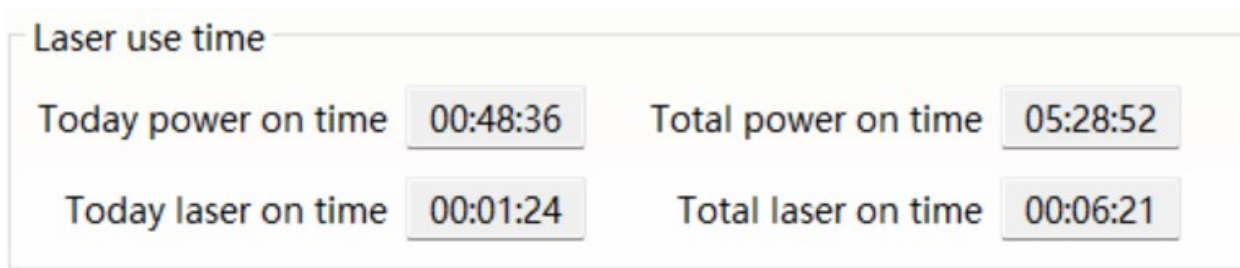 Laser use time
Today power on time 00:48:36 Total power on time 05:28:52
Today laser on time 00:01:24 Total laser on time 00:06:21